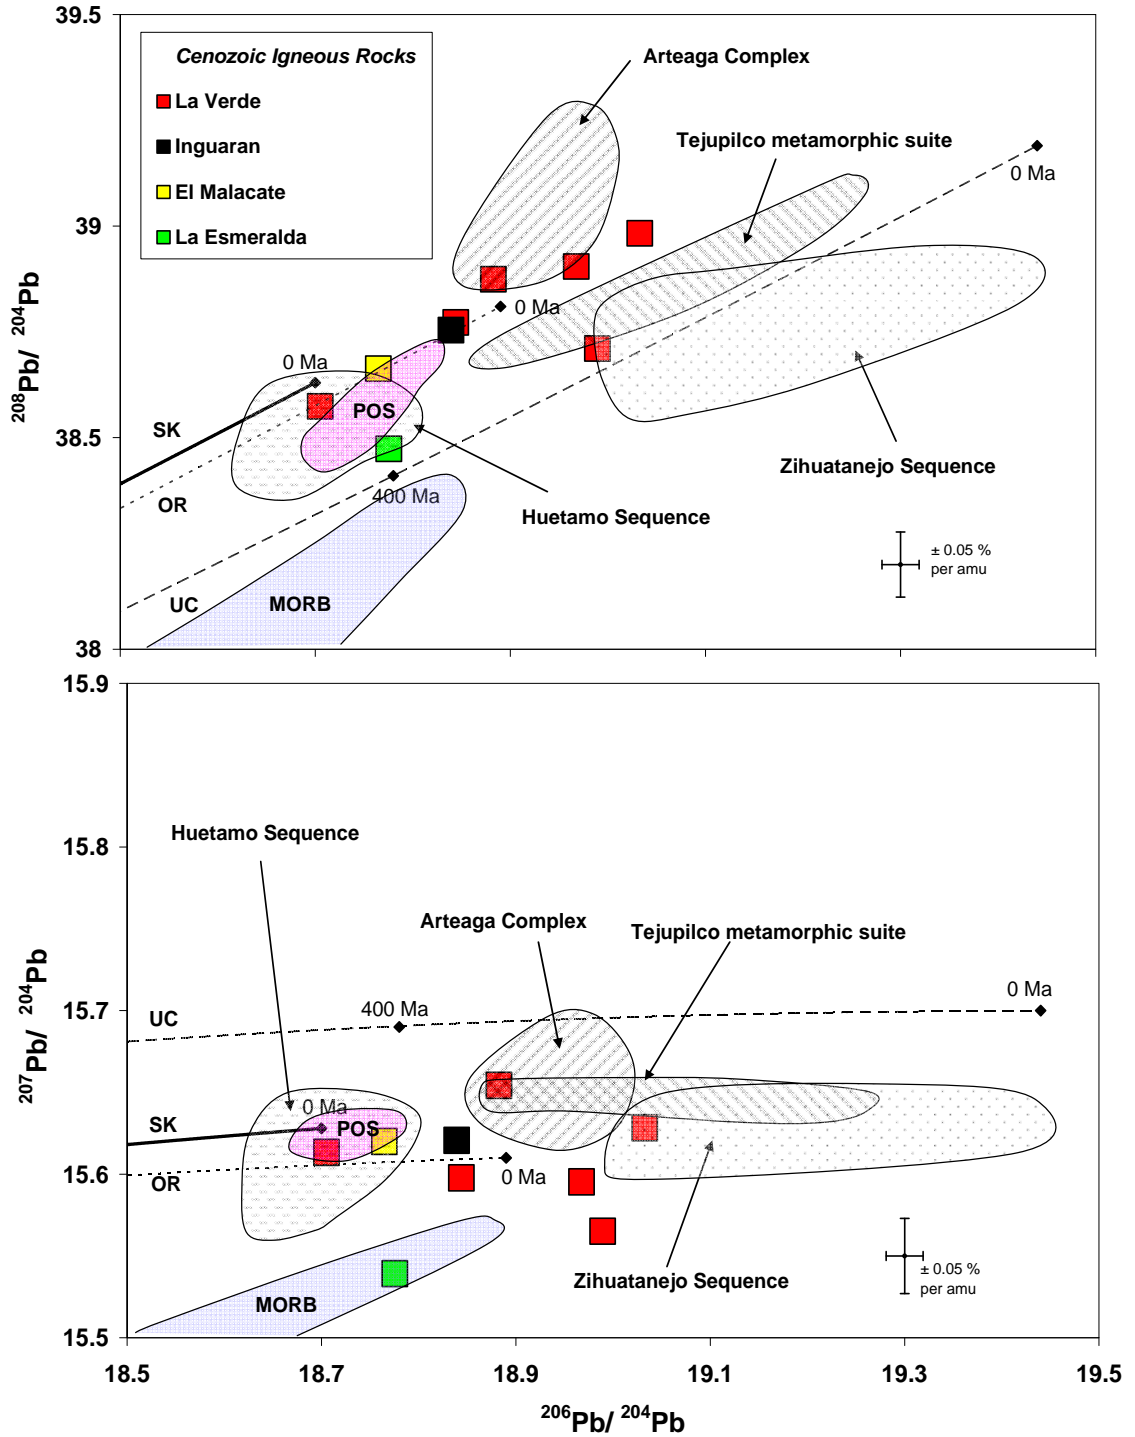 39.5
Cenozoic Igneous Rocks
La Verde
Inguaran
El Malacate
La Esmeralda
Arteaga Complex
Tejupilco metamorphic suite
0 Ma
39
208Pb/ 204Pb
0 Ma
0 Ma
POS
SK
38.5
Zihuatanejo Sequence
OR
400 Ma
Huetamo Sequence
± 0.05 %
per amu
UC
MORB
38
15.9
Huetamo Sequence
15.8
Arteaga Complex
Tejupilco metamorphic suite
0 Ma
400 Ma
UC
15.7
207Pb/ 204Pb
0 Ma
SK
POS
15.6
OR
0 Ma
Zihuatanejo Sequence
± 0.05 %
per amu
MORB
15.5
18.5 18.7 18.9 19.1 19.3 19.5
206Pb/ 204Pb